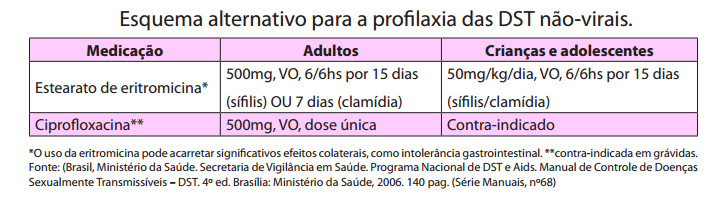 Esquema alternativo para a profilaxia das DST não-virais.
Medicação Adultos Crianças e adolescentes
Estearato de eritromicina* 500mg, VO, 6/6hs por 15 dias (sífilis) OU 7 dias (clamídia) 50mg/kg/dia, VO, 6/6hs por 15 dias (sífilis/clamídia)
Ciprofloxacina** 500mg, VO, dose única Contra-indicado
*O uso da eritromicina pode acarretar significativos efeitos colaterais, como intolerância gastrointestinal. **contra-indicada em grávidas.
Fonte: (Brasil, Ministério da Saúde. Secretaria de Vigilância em Saúde. Programa Nacional de DST e Aids. Manual de Controle de Doenças
Sexualmente Transmissíveis – DST. 4º ed. Brasília: Ministério da Saúde, 2006. 140 pag. (Série Manuais, nº68)